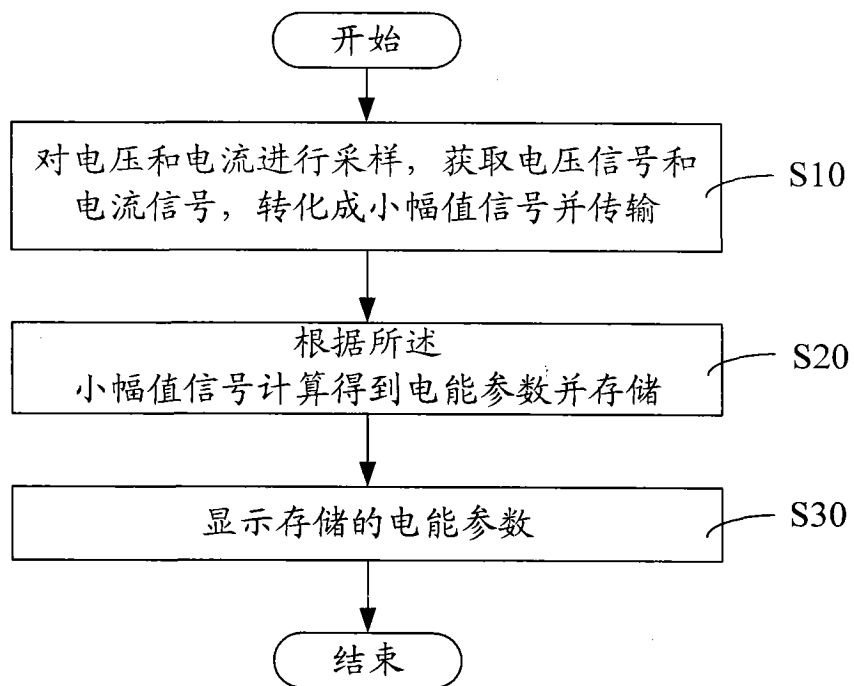 开始
对电压和电流进行采样，获取电压信号和
电流信号，转化成小幅值信号并传输
S10
根据所述
小幅值信号计算得到电能参数并存储
S20
显示存储的电能参数
S30
结束